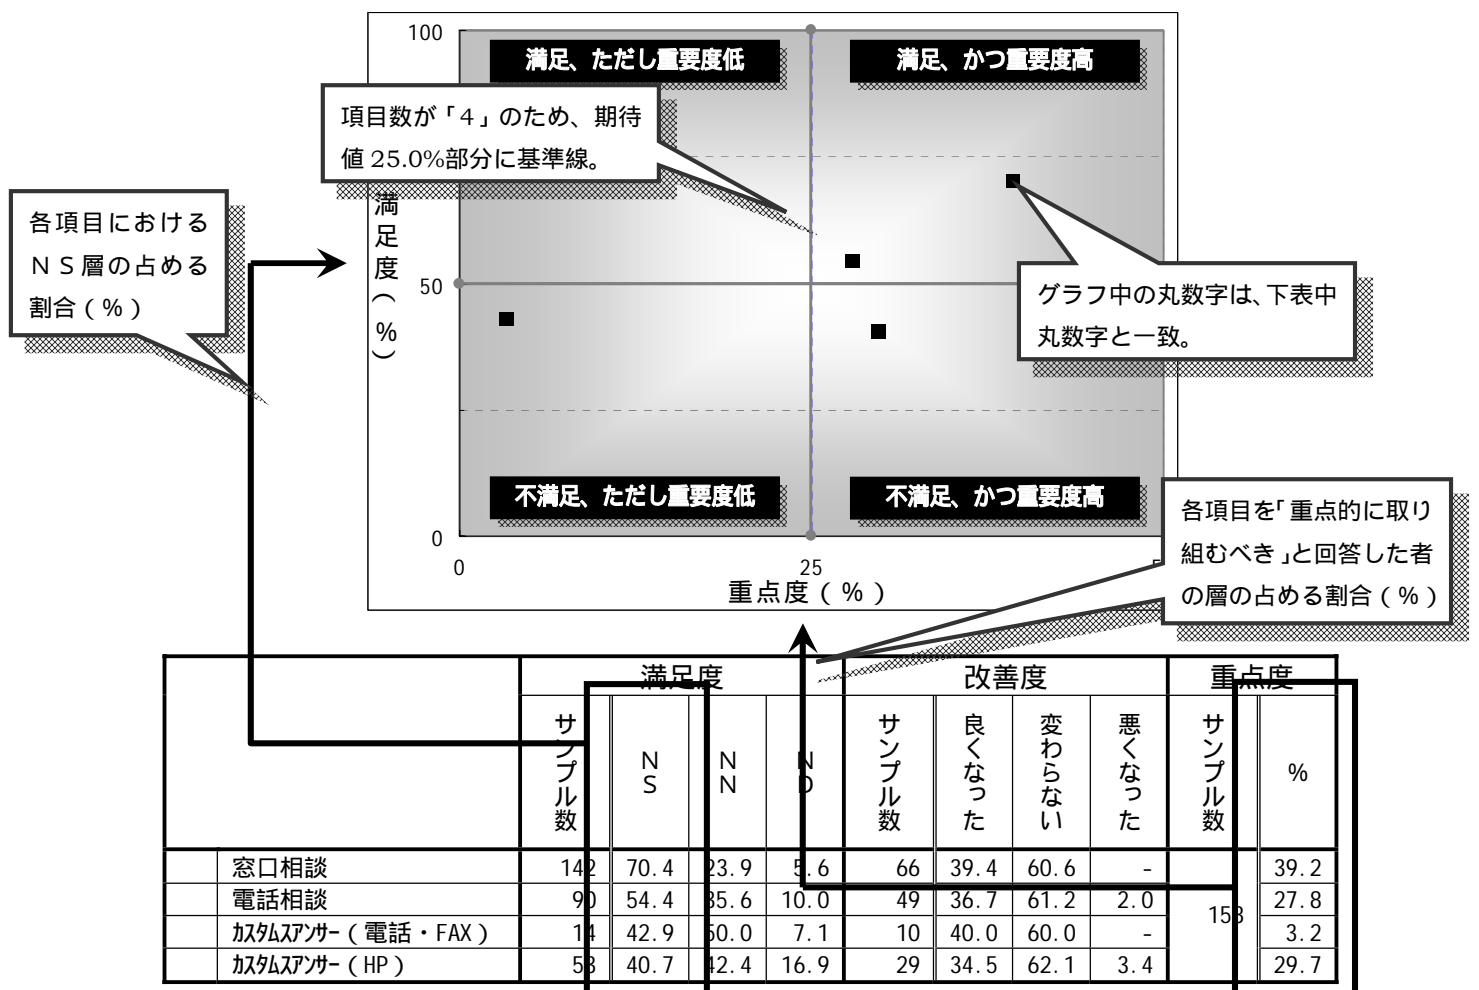 100
満足、ただし重要度低
満足、かつ重要度高
項目数が「4」のため、期待
値 25.0%部分に基準線。
各項目における
ＮＳ層の占める
割合(%)
満足度(%)
50
グラフ中の丸数字は、下表中
丸数字と一致。
不満足、ただし重要度低
不満足、かつ重要度高
各項目を「重点的に取り
組むべき」と回答した者
の層の占める割合(%)
0
0
25
重点度(%)
満足度 改善度 重点度
サンプル数 ＮＳ ＮＮ ＮＤ サンプル数 良くなった 変わらない 悪くなった サンプル数 %
窓口相談 142 70.4 23.9 5.6 66 39.4 60.6 - 39.2
電話相談 90 54.4 35.6 10.0 49 36.7 61.2 2.0 27.8
158
ｶｽﾀﾑｽｱﾝｻｰ(電話・FAX) 14 42.9 50.0 7.1 10 40.0 60.0 - 3.2
ｶｽﾀﾑｽｱﾝｻｰ(HP) 40.7 42.4 16.9 29 34.5 62.1 3.4 29.7